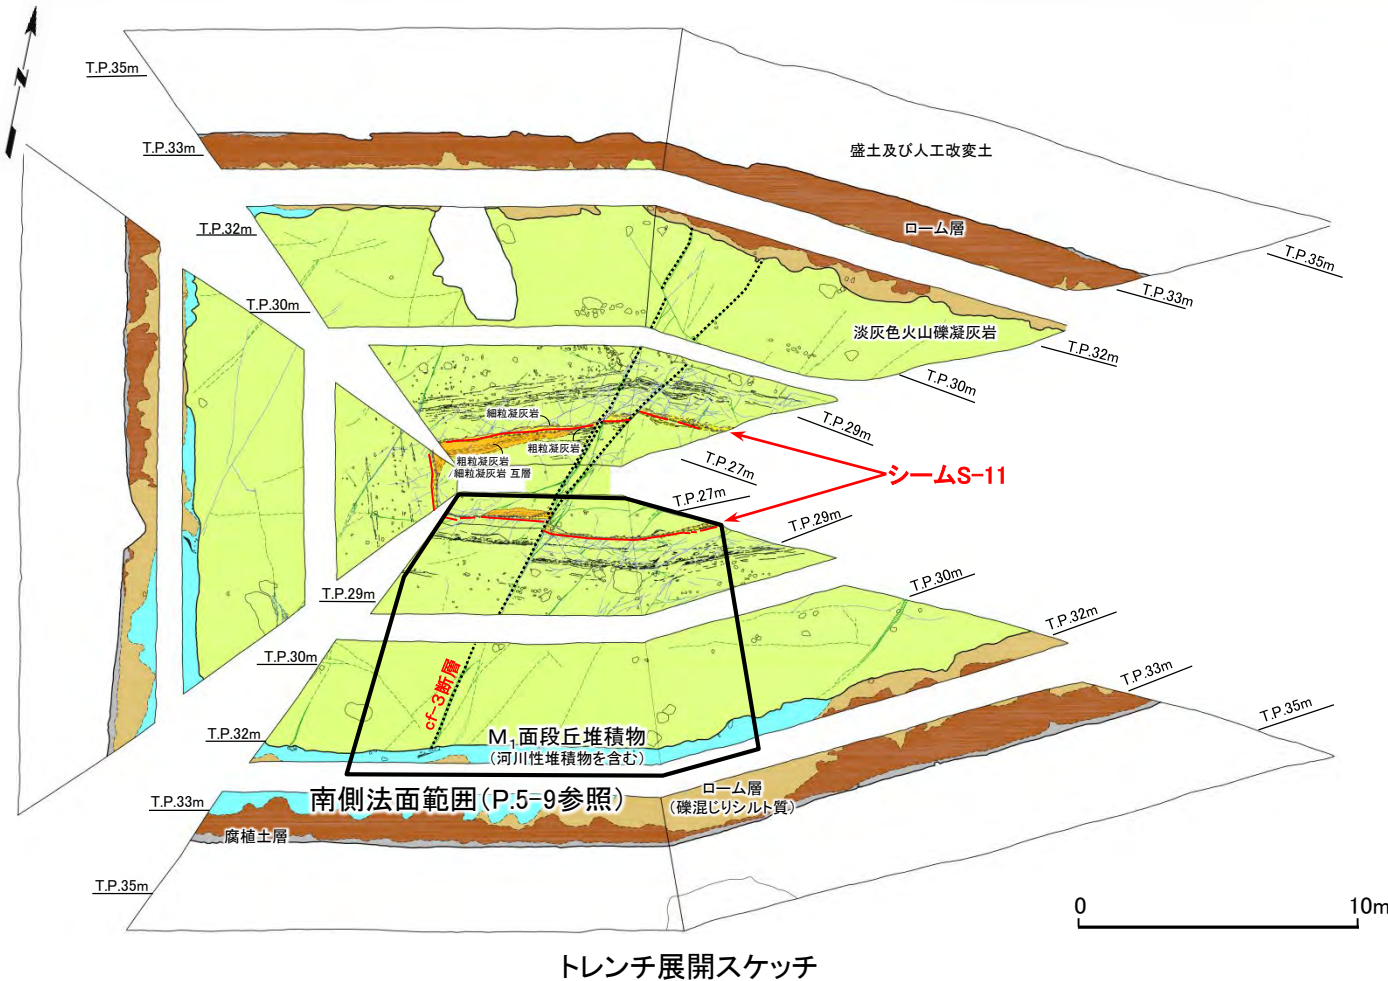 N
T.P.35m
T.P.33m
盛土及び人工改変土
ローム層
T.P.35m
T.P.33m
T.P.32m
T.P.30m
淡灰色火山礫凝灰岩
T.P.32m
T.P.30m
細粒凝灰岩
粗粒凝灰岩
粗粒凝灰岩
/細粒凝灰岩 互層
T.P.29m
T.P.27m
シームS-11
T.P.27m
T.P.29m
T.P.29m
T.P.30m
T.P.32m
T.P.30m
cf-3断層
T.P.33m
T.P.32m
M1面段丘堆積物
(河川性堆積物を含む)
T.P.35m
南側法面範囲(P.5-9参照)
ローム層
(礫混じりシルト質)
T.P.33m
腐植土層
T.P.35m
0 10m
トレンチ展開スケッチ